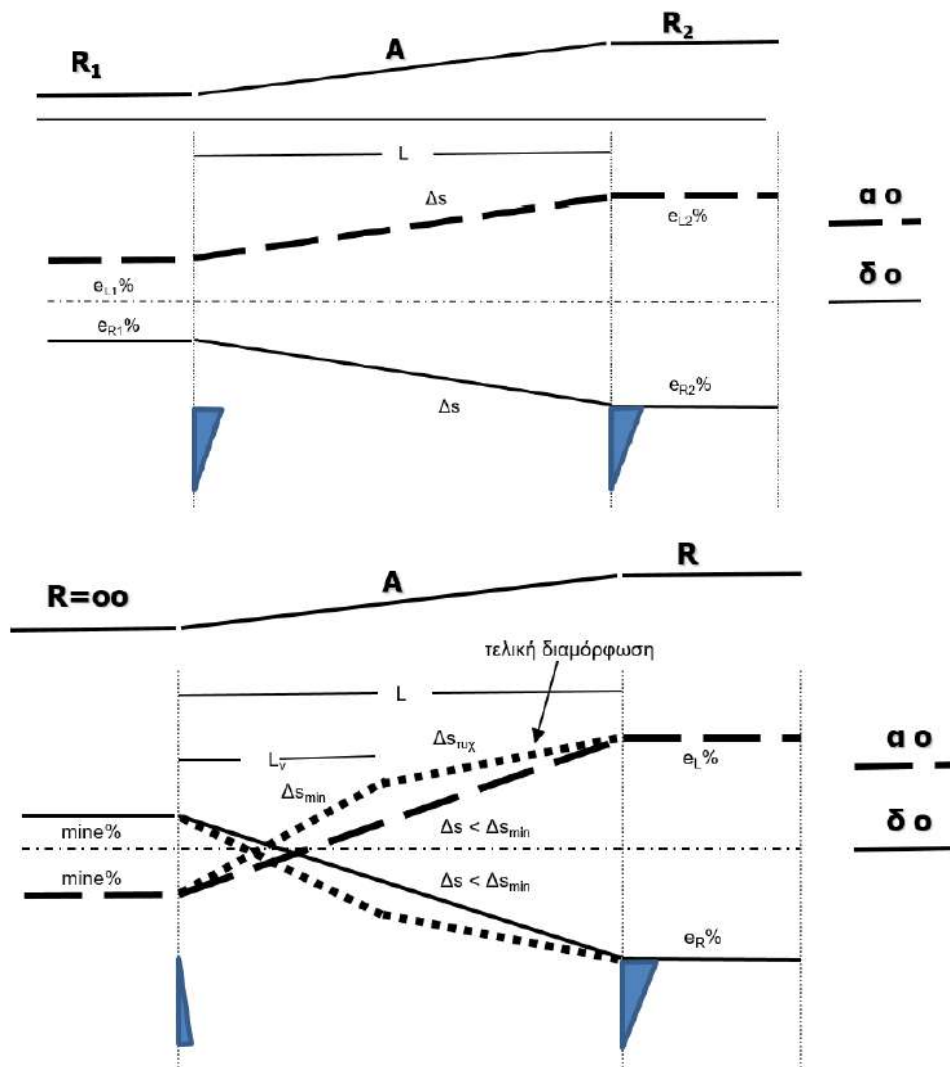 R₂
A
R₁
L
Δs
α ο
e_L2%
δ ο
e_L1%
e_R1%
e_R2%
Δs
R
A
R=oo
τελική διαμόρφωση
L
Δs_τυχ
α ο
e_L%
L_v
Δs_min
δ ο
mine%
Δs < Δs_min
mine%
Δs < Δs_min
e_R%